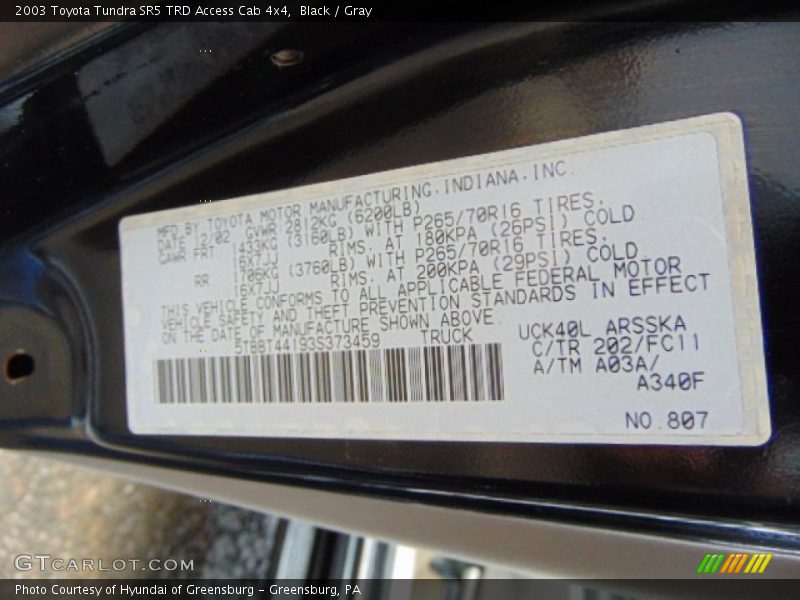 2003 Toyota Tundra SR5 TRD Access Cab 4x4, Black / Gray
MFD.BY:TOYOTA MOTOR MANUFACTURING.INDIANA.INC.
DATE 12/02 GVWR 2812KG (6200LB)
GAWR FRT 1433KG (3160LB) WITH P265/70R16 TIRES.
16X7JJ RIMS. AT 180KPA (26PSI) COLD
RR 1706KG (3760LB) WITH P265/70R16 TIRES.
16X7JJ RIMS. AT 200KPA (29PSI) COLD
THIS VEHICLE CONFORMS TO ALL APPLICABLE FEDERAL MOTOR
VEHICLE SAFETY AND THEFT PREVENTION STANDARDS IN EFFECT
ON THE DATE OF MANUFACTURE SHOWN ABOVE.
5TBBT44193S373459 TRUCK
UCK40L ARSSKA
C/TR 202/FC11
A/TM A03A/
A340F
NO.807
GTCARLOT.COM
Photo Courtesy of Hyundai of Greensburg - Greensburg, PA